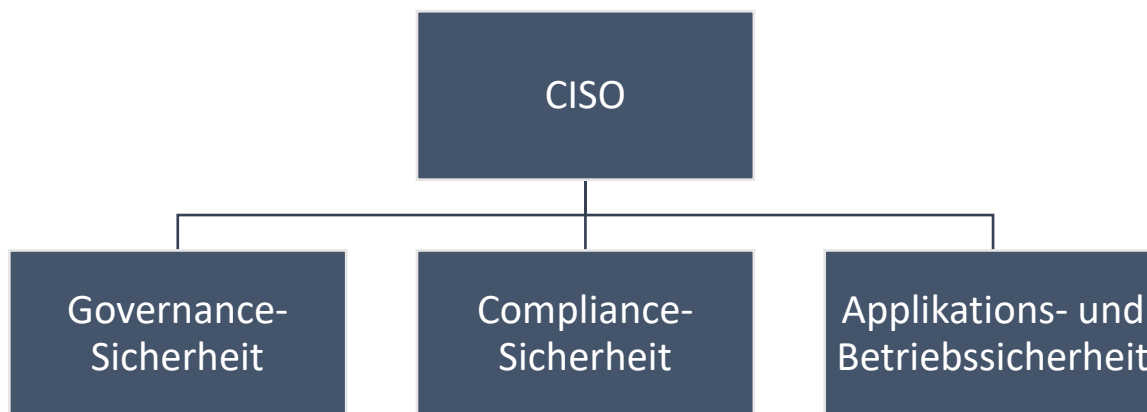 CISO
Governance-
Sicherheit
Compliance-
Sicherheit
Applikations- und
Betriebssicherheit